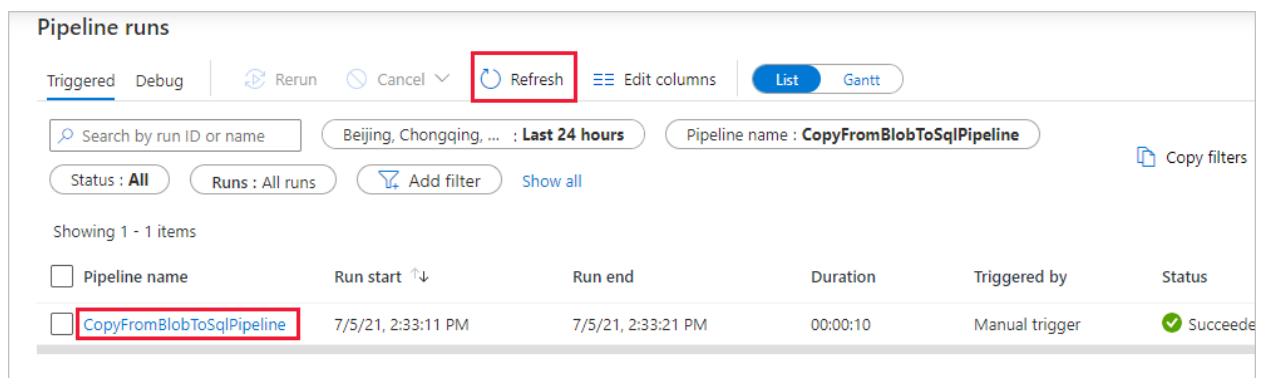 Pipeline runs
Triggered Debug Rerun Cancel Refresh Edit columns List Gantt
Search by run ID or name Beijing, Chongqing, ... : Last 24 hours Pipeline name : CopyFromBlobToSqlPipeline
Copy filters
Status : All Runs : All runs Add filter Show all
Showing 1 - 1 items
Pipeline name Run start Run end Duration Triggered by Status
CopyFromBlobToSqlPipeline 7/5/21, 2:33:11 PM 7/5/21, 2:33:21 PM 00:00:10 Manual trigger Succeede